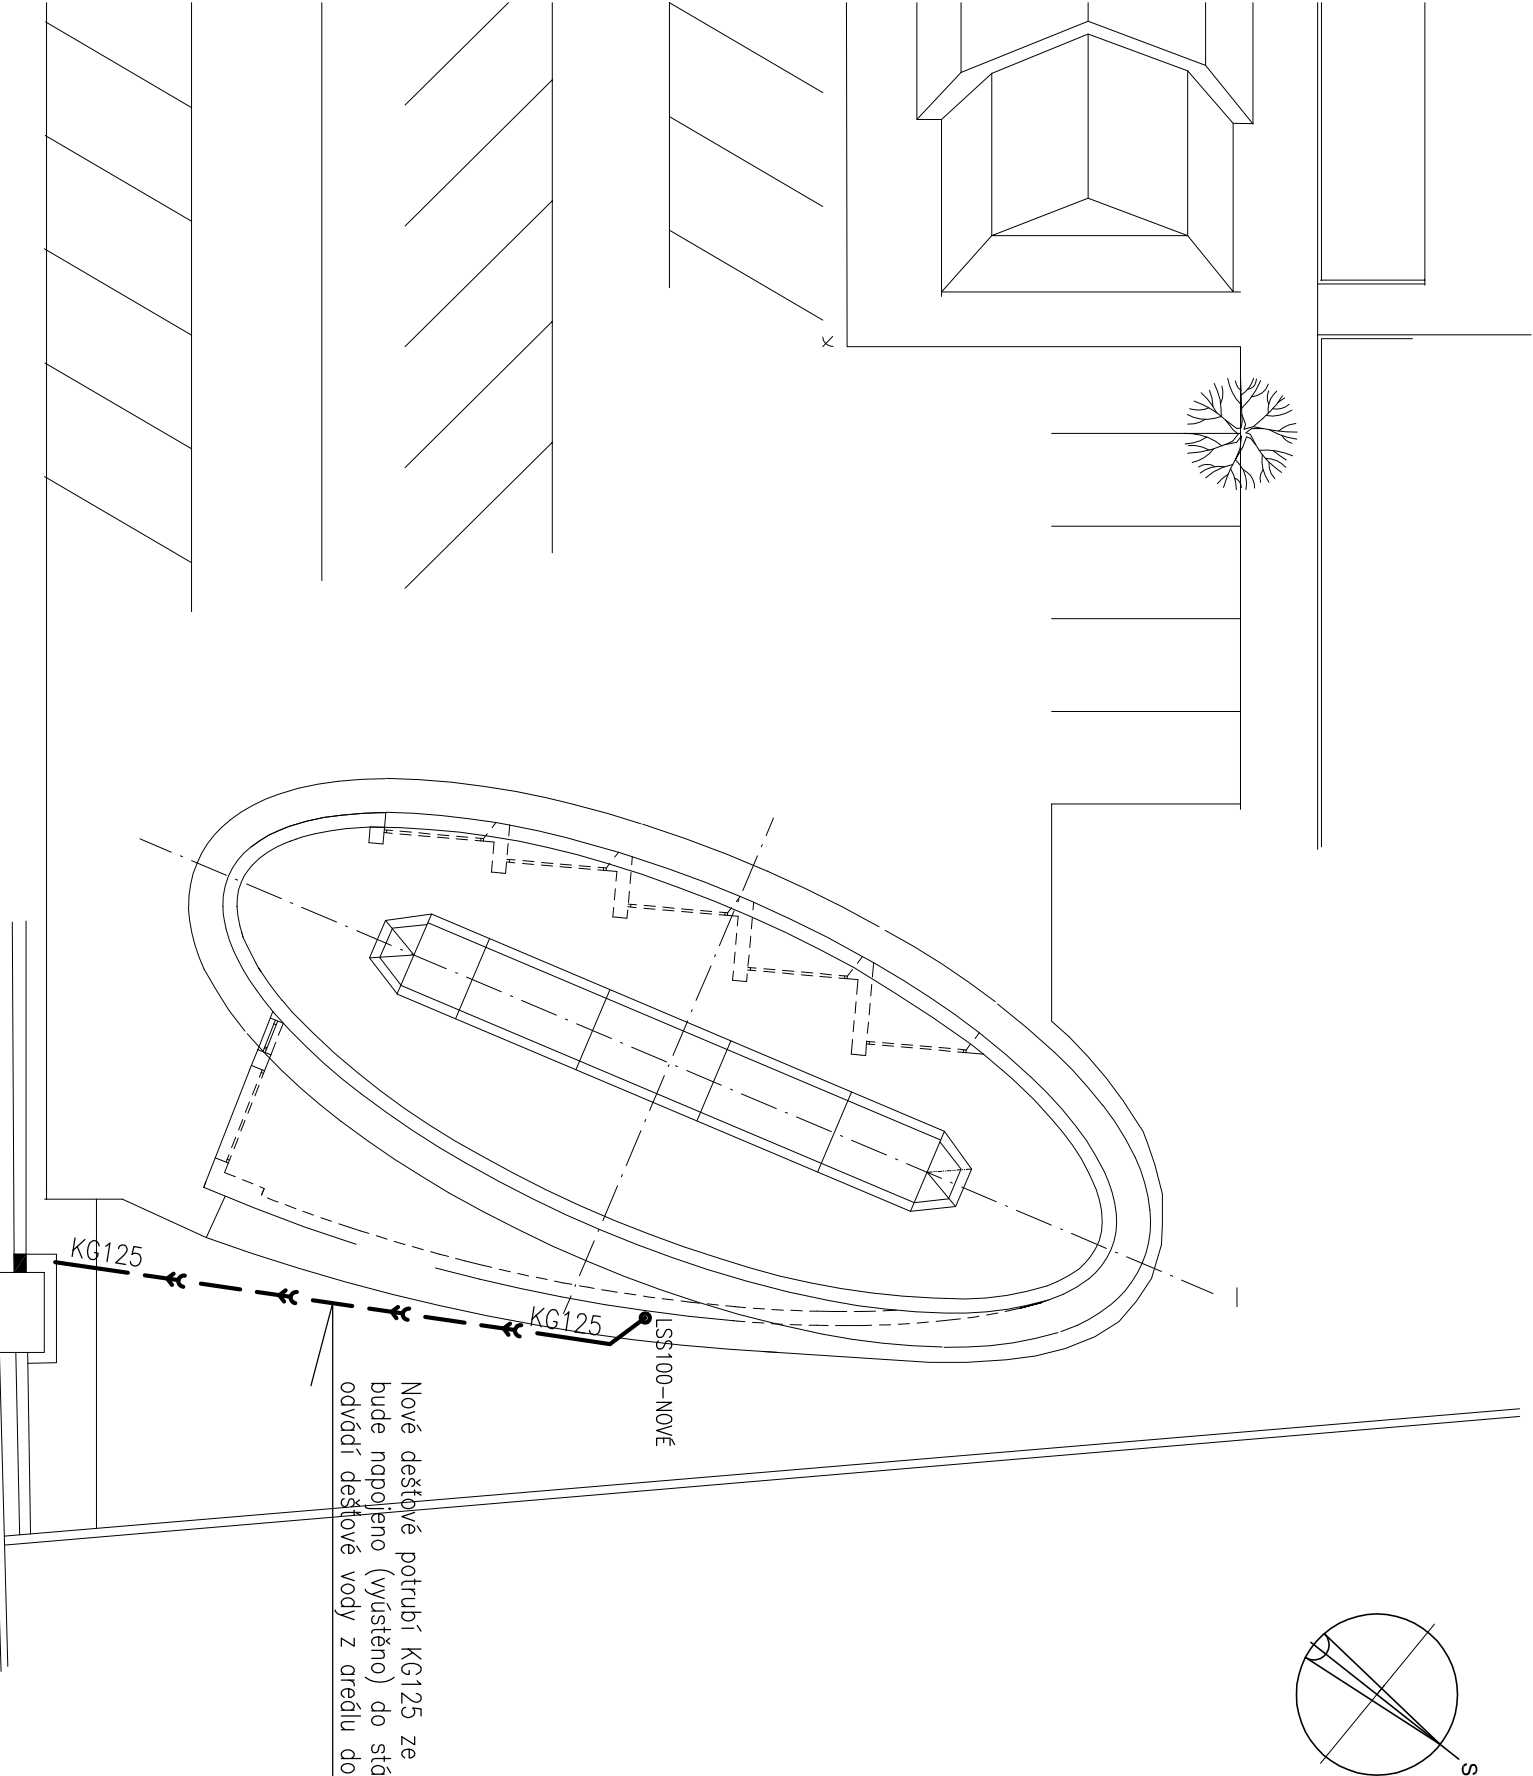 KG125
KG125
LSS100-NOVÉ
Nové dešťové potrubí KG125 ze
bude napojeno (vyústěno) do stá
odvádí dešťové vody z areálu do
S